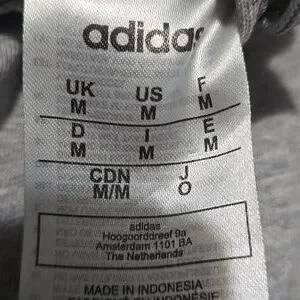 adidas
UK US F
M M M
D I E
M M M
CDN J
M/M O
adidas
Hoogoorddreef 9a
Amsterdam 1101 BA
The Netherlands
MADE IN INDONESIA